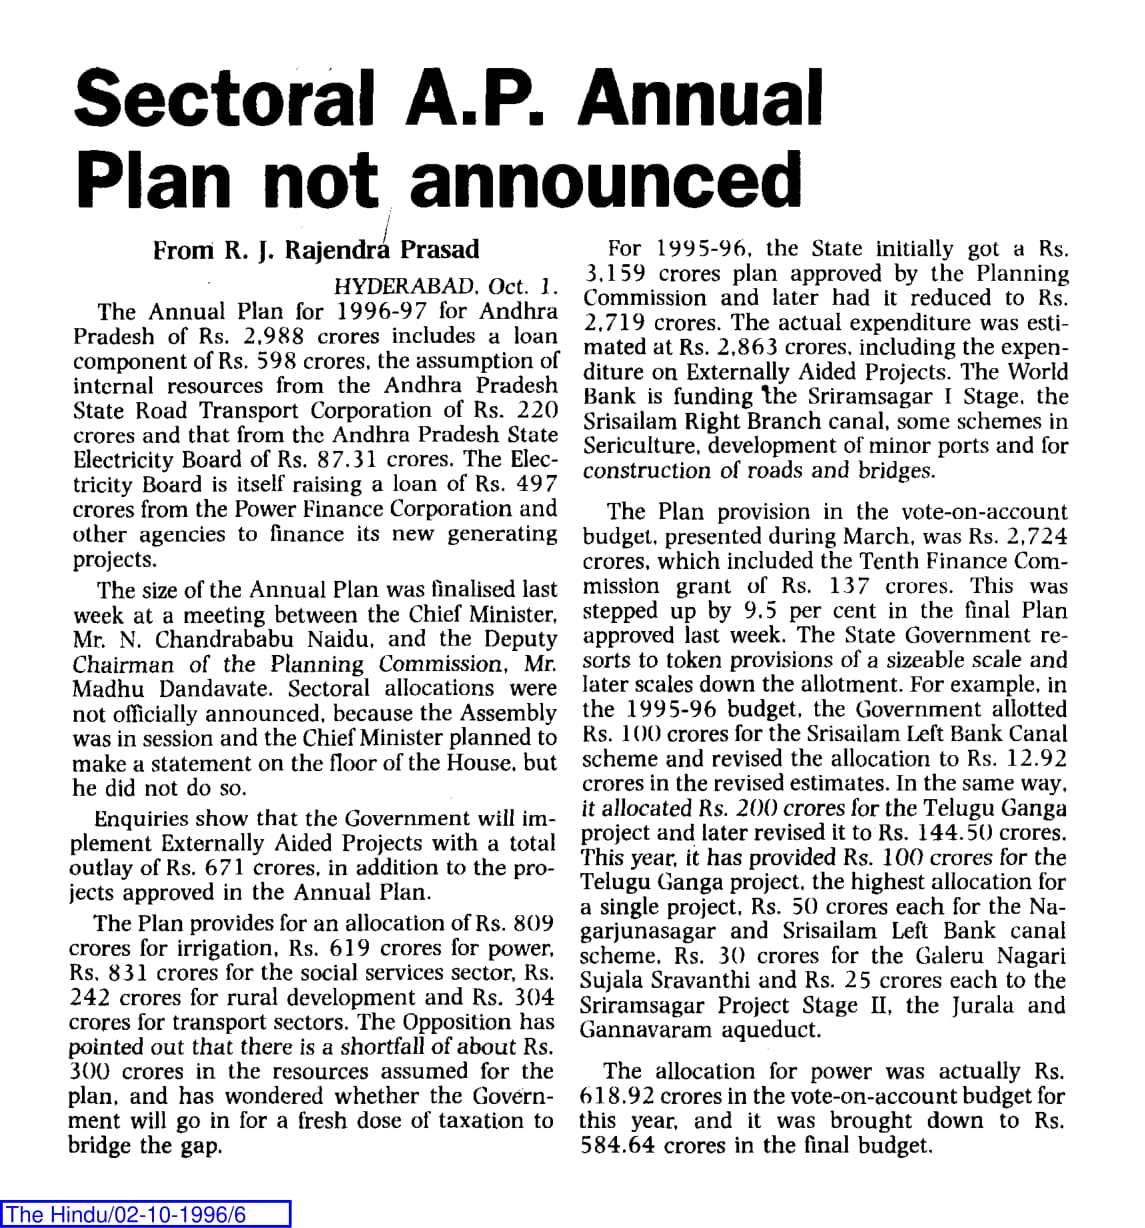 Sectoral A.P. Annual
Plan not announced
From R. J. Rajendra Prasad
HYDERABAD, Oct. 1.
The Annual Plan for 1996-97 for Andhra
Pradesh of Rs. 2,988 crores includes a loan
component of Rs. 598 crores, the assumption of
internal resources from the Andhra Pradesh
State Road Transport Corporation of Rs. 220
crores and that from the Andhra Pradesh State
Electricity Board of Rs. 87.31 crores. The Elec-
tricity Board is itself raising a loan of Rs. 497
crores from the Power Finance Corporation and
other agencies to finance its new generating
projects.
The size of the Annual Plan was finalised last
week at a meeting between the Chief Minister,
Mr. N. Chandrababu Naidu, and the Deputy
Chairman of the Planning Commission, Mr.
Madhu Dandavate. Sectoral allocations were
not officially announced, because the Assembly
was in session and the Chief Minister planned to
make a statement on the floor of the House, but
he did not do so.
Enquiries show that the Government will im-
plement Externally Aided Projects with a total
outlay of Rs. 671 crores, in addition to the pro-
jects approved in the Annual Plan.
The Plan provides for an allocation of Rs. 809
crores for irrigation, Rs. 619 crores for power,
Rs. 831 crores for the social services sector, Rs.
242 crores for rural development and Rs. 304
crores for transport sectors. The Opposition has
pointed out that there is a shortfall of about Rs.
300 crores in the resources assumed for the
plan, and has wondered whether the Govern-
ment will go in for a fresh dose of taxation to
bridge the gap.
For 1995-96, the State initially got a Rs.
3,159 crores plan approved by the Planning
Commission and later had it reduced to Rs.
2,719 crores. The actual expenditure was esti-
mated at Rs. 2,863 crores, including the expen-
diture on Externally Aided Projects. The World
Bank is funding the Sriramsagar I Stage, the
Srisailam Right Branch canal, some schemes in
Sericulture, development of minor ports and for
construction of roads and bridges.
The Plan provision in the vote-on-account
budget, presented during March, was Rs. 2,724
crores, which included the Tenth Finance Com-
mission grant of Rs. 137 crores. This was
stepped up by 9.5 per cent in the final Plan
approved last week. The State Government re-
sorts to token provisions of a sizeable scale and
later scales down the allotment. For example, in
the 1995-96 budget, the Government allotted
Rs. 100 crores for the Srisailam Left Bank Canal
scheme and revised the allocation to Rs. 12.92
crores in the revised estimates. In the same way,
it allocated Rs. 200 crores for the Telugu Ganga
project and later revised it to Rs. 144.50 crores.
This year, it has provided Rs. 100 crores for the
Telugu Ganga project, the highest allocation for
a single project, Rs. 50 crores each for the Na-
garjunasagar and Srisailam Left Bank canal
scheme, Rs. 30 crores for the Galeru Nagari
Sujala Sravanthi and Rs. 25 crores each to the
Sriramsagar Project Stage II, the Jurala and
Gannavaram aqueduct.
The allocation for power was actually Rs.
618.92 crores in the vote-on-account budget for
this year, and it was brought down to Rs.
584.64 crores in the final budget.
The Hindu/02-10-1996/6